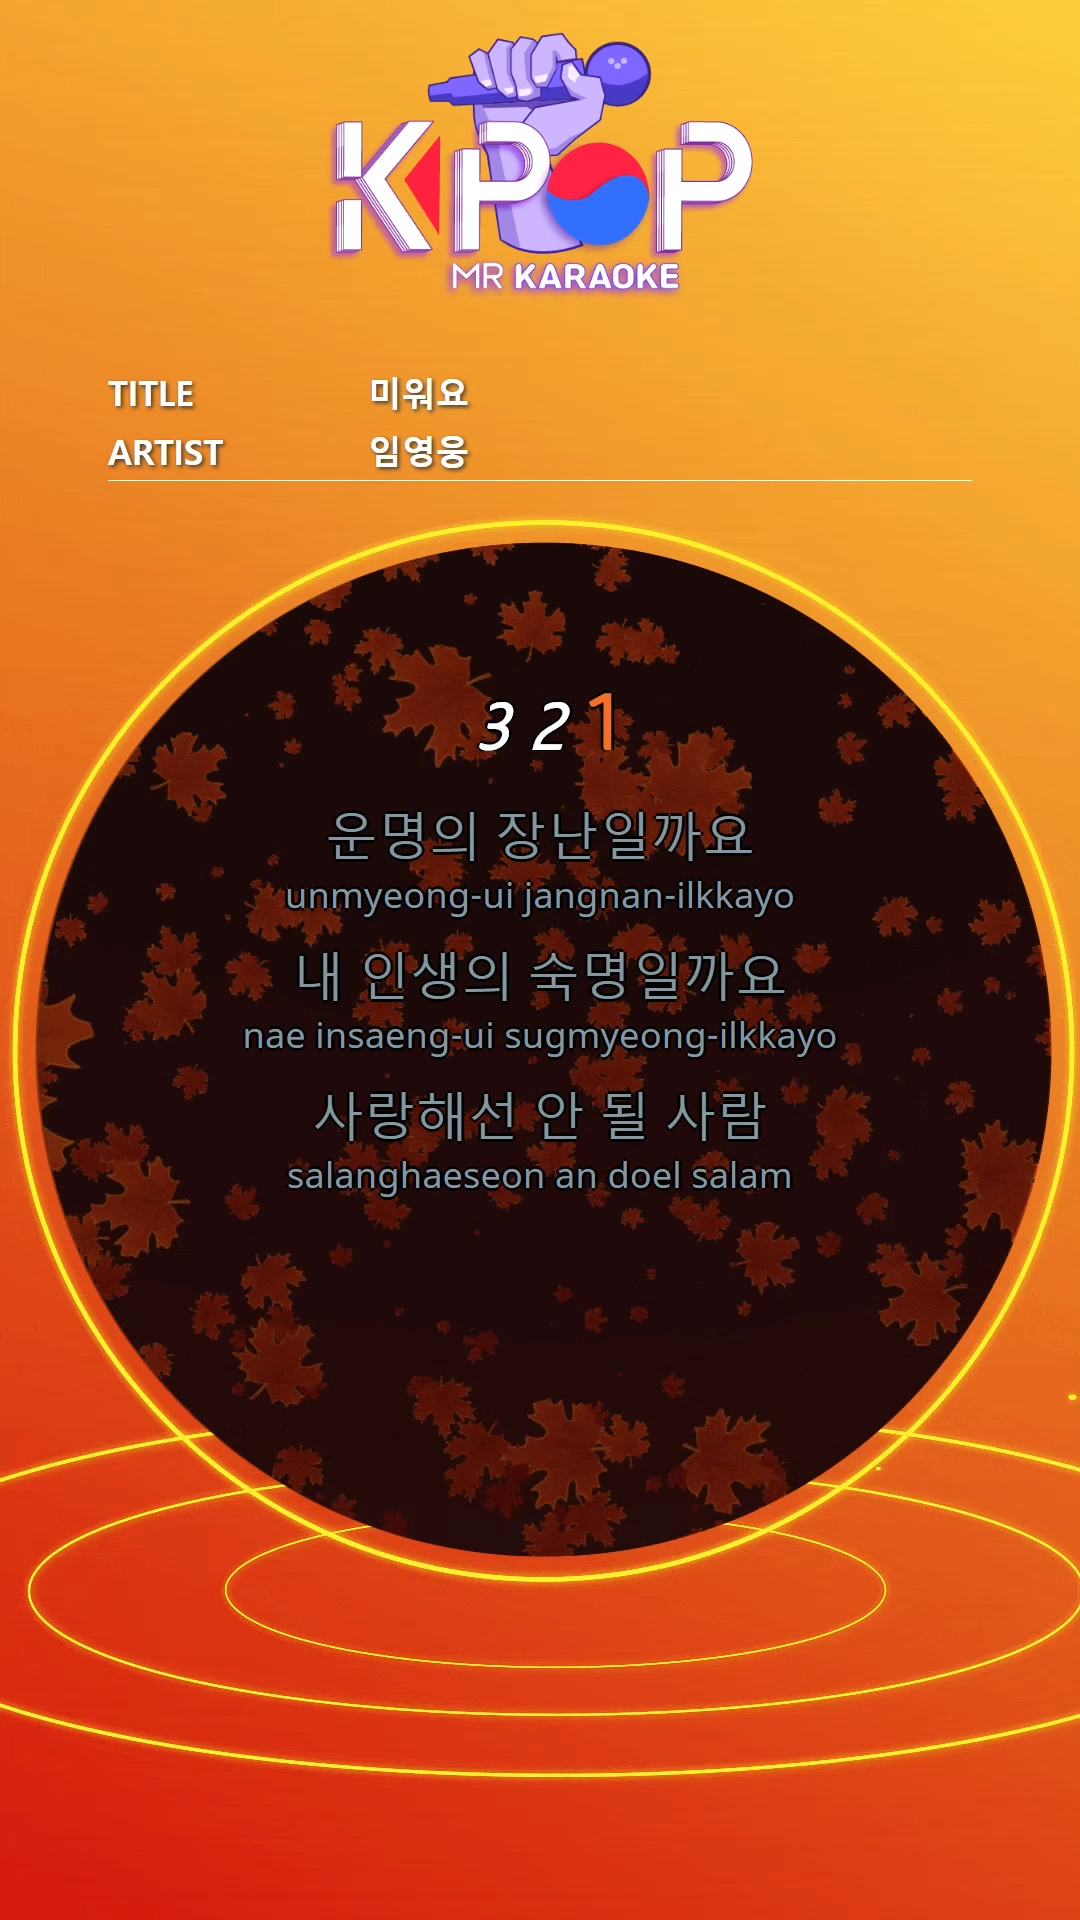 KPOP
MR KARAOKE
TITLE 미워요
ARTIST 임영웅
3 2 1
운명의 장난일까요
unmyeong-ui jangnan-ilkkayo
내 인생의 숙명일까요
nae insaeng-ui sugmyeong-ilkkayo
사랑해선 안 될 사람
salanghaeseon an doel salam